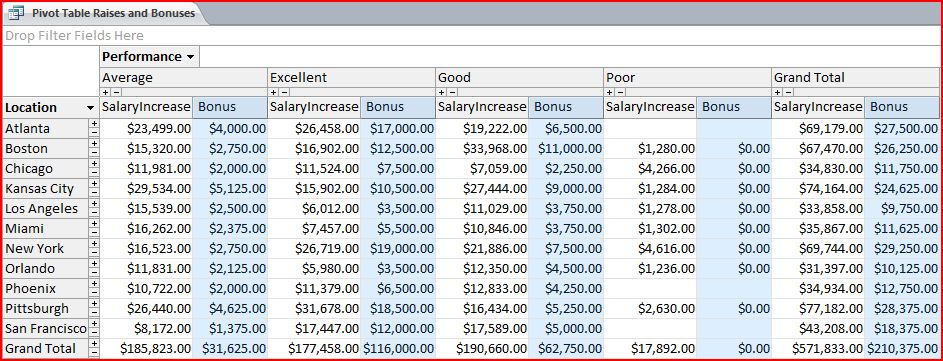 Pivot Table Raises and Bonuses
Drop Filter Fields Here
Performance
Average Excellent Good Poor Grand Total
Location SalaryIncrease Bonus SalaryIncrease Bonus SalaryIncrease Bonus SalaryIncrease Bonus SalaryIncrease Bonus
Atlanta $23,499.00 $4,000.00 $26,458.00 $17,000.00 $19,222.00 $6,500.00 $69,179.00 $27,500.00
Boston $15,320.00 $2,750.00 $16,902.00 $12,500.00 $33,968.00 $11,000.00 $1,280.00 $0.00 $67,470.00 $26,250.00
Chicago $11,981.00 $2,000.00 $11,524.00 $7,500.00 $7,059.00 $2,250.00 $4,266.00 $0.00 $34,830.00 $11,750.00
Kansas City $29,534.00 $5,125.00 $15,902.00 $10,500.00 $27,444.00 $9,000.00 $1,284.00 $0.00 $74,164.00 $24,625.00
Los Angeles $15,539.00 $2,500.00 $6,012.00 $3,500.00 $11,029.00 $3,750.00 $1,278.00 $0.00 $33,858.00 $9,750.00
Miami $16,262.00 $2,375.00 $7,457.00 $5,500.00 $10,846.00 $3,750.00 $1,302.00 $0.00 $35,867.00 $11,625.00
New York $16,523.00 $2,750.00 $26,719.00 $19,000.00 $21,886.00 $7,500.00 $4,616.00 $0.00 $69,744.00 $29,250.00
Orlando $11,831.00 $2,125.00 $5,980.00 $3,500.00 $12,350.00 $4,500.00 $1,236.00 $0.00 $31,397.00 $10,125.00
Phoenix $10,722.00 $2,000.00 $11,379.00 $6,500.00 $12,833.00 $4,250.00 $34,934.00 $12,750.00
Pittsburgh $26,440.00 $4,625.00 $31,678.00 $18,500.00 $16,434.00 $5,250.00 $2,630.00 $0.00 $77,182.00 $28,375.00
San Francisco $8,172.00 $1,375.00 $17,447.00 $12,000.00 $17,589.00 $5,000.00 $43,208.00 $18,375.00
Grand Total $185,823.00 $31,625.00 $177,458.00 $116,000.00 $190,660.00 $62,750.00 $17,892.00 $0.00 $571,833.00 $210,375.00